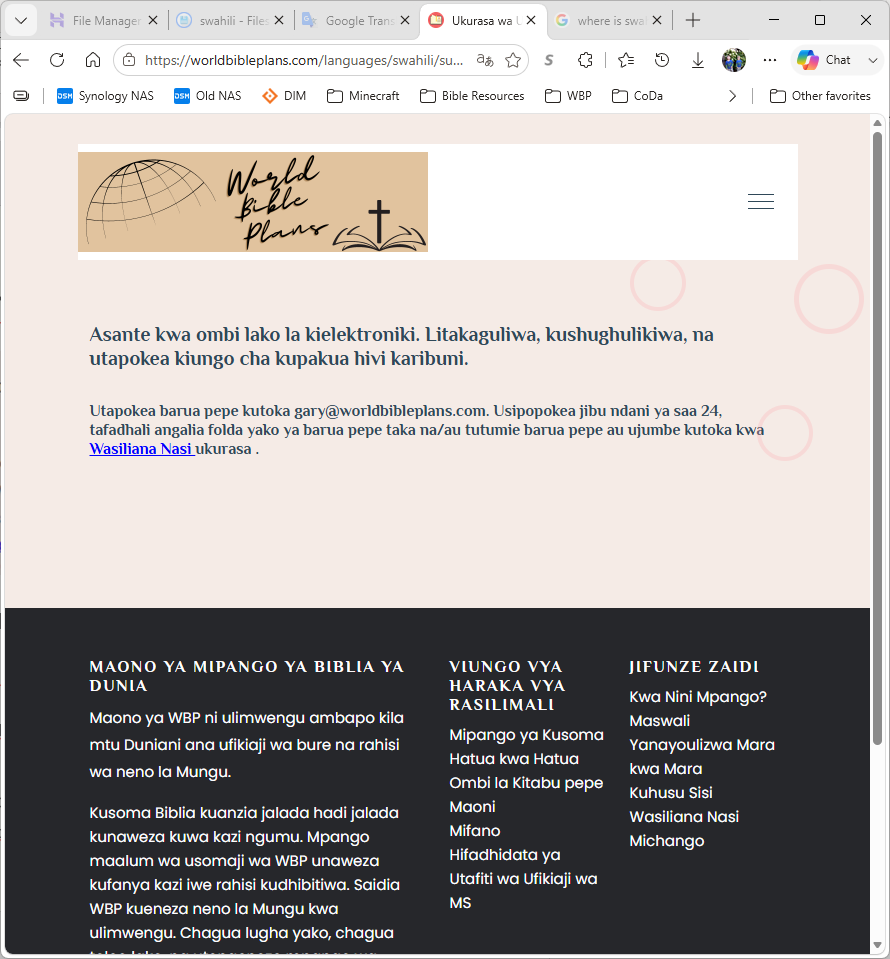 File Manager
swahili - Files
Google Trans
Ukurasa wa U
where is swal
https://worldbibleplans.com/languages/swahili/su...
Chat
Synology NAS
Old NAS
DIM
Minecraft
Bible Resources
WBP
CoDa
Other favorites
World
Bible
Plans
Asante kwa ombi lako la kielektroniki. Litakaguliwa, kushughulikiwa, na
utapokea kiungo cha kupakua hivi karibuni.
Utapokea barua pepe kutoka gary@worldbibleplans.com. Usipopokea jibu ndani ya saa 24,
tafadhali angalia folda yako ya barua pepe taka na/au tutumie barua pepe au ujumbe kutoka kwa
Wasiliana Nasi ukurasa .
MAONO YA MIPANGO YA BIBLIA YA
DUNIA
Maono ya WBP ni ulimwengu ambapo kila
mtu Duniani ana ufikiaji wa bure na rahisi
wa neno la Mungu.
Kusoma Biblia kuanzia jalada hadi jalada
kunaweza kuwa kazi ngumu. Mpango
maalum wa usomaji wa WBP unaweza
kufanya kazi iwe rahisi kudhibitiwa. Saidia
WBP kueneza neno la Mungu kwa
ulimwengu. Chagua lugha yako, chagua
VIUNGO VYA
HARAKA VYA
RASILIMALI
Mipango ya Kusoma
Hatua kwa Hatua
Ombi la Kitabu pepe
Maoni
Mifano
Hifadhidata ya
Utafiti wa Ufikiaji wa
MS
JIFUNZE ZAIDI
Kwa Nini Mpango?
Maswali
Yanayoulizwa Mara
kwa Mara
Kuhusu Sisi
Wasiliana Nasi
Michango